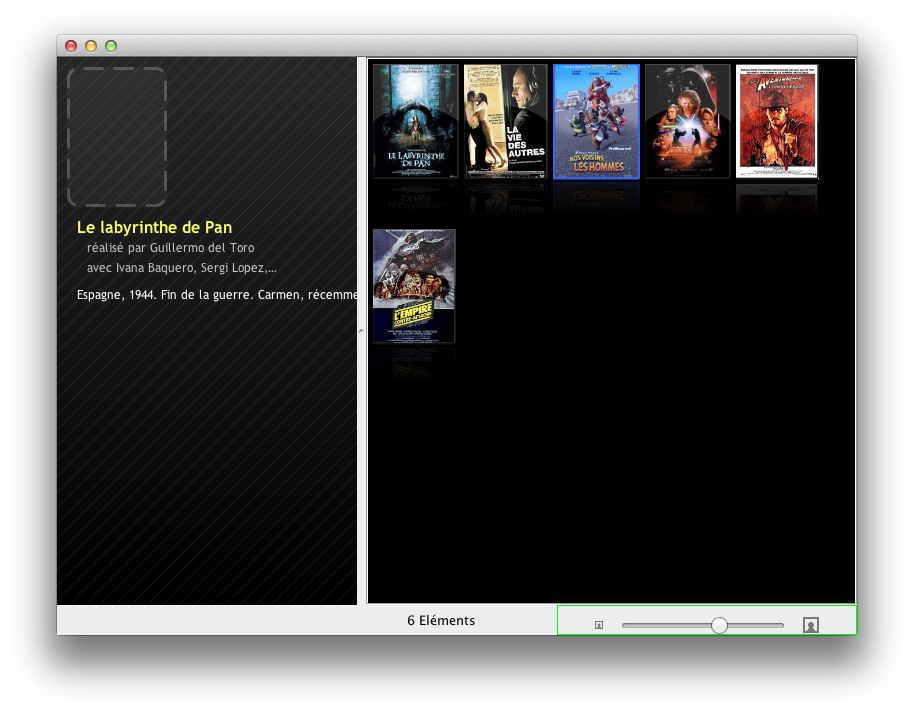 Le labyrinthe de Pan
réalisé par Guillermo del Toro
avec Ivana Baquero, Sergi Lopez,...
Espagne, 1944. Fin de la guerre. Carmen, récemme
LE LABYRINTHE
DE PAN
LA
VIE
DES
AUTRES
NOS VOISINS,
LES HOMMES
LES AVENTURIERS
L'EMPIRE
CONTRE-ATTAQUE
6 Eléments